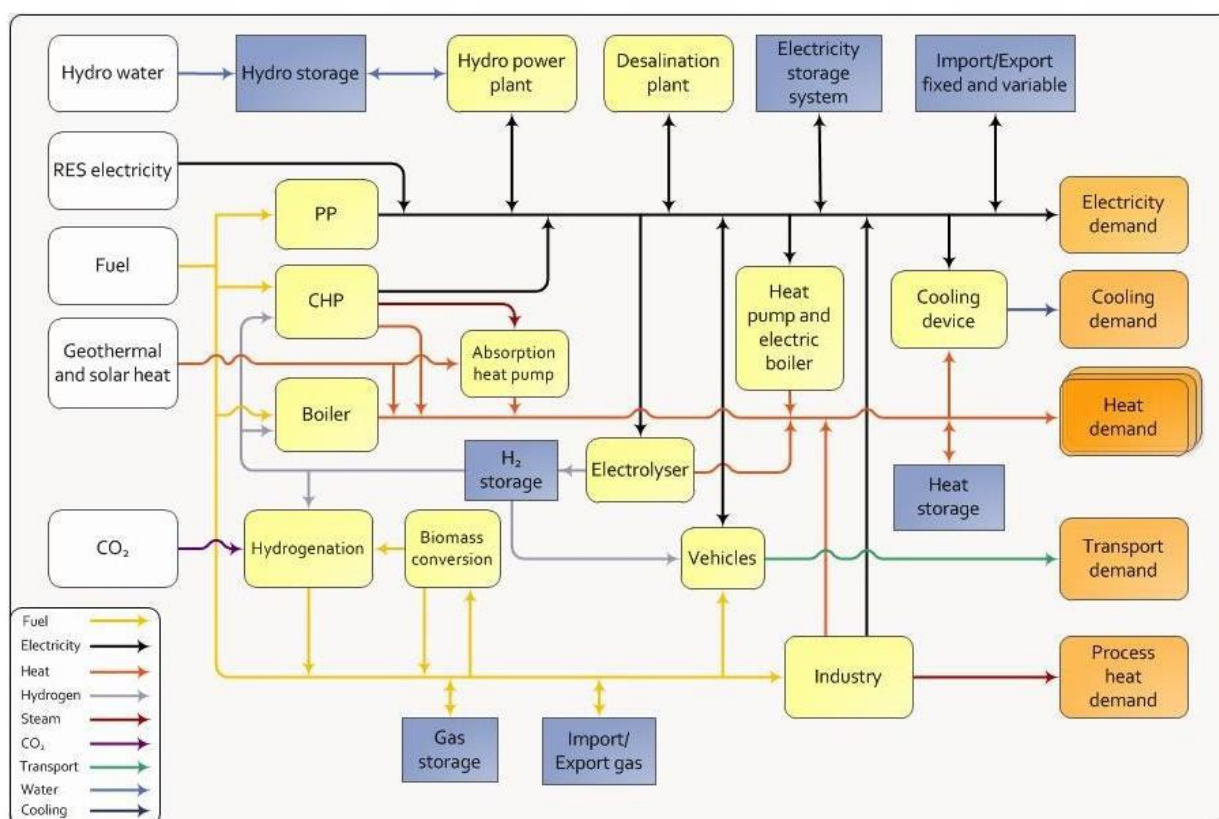 Hydro water
Hydro storage
Hydro power
plant
Desalination
plant
Electricity
storage
system
Import/Export
fixed and variable
RES electricity
PP
Electricity
demand
Fuel
CHP
Heat
pump and
electric
boiler
Cooling
device
Cooling
demand
Geothermal
and solar heat
Absorption
heat pump
Boiler
Heat
demand
H₂
storage
Electrolyser
Heat
storage
CO₂
Hydrogenation
Biomass
conversion
Vehicles
Transport
demand
Fuel
Electricity
Heat
Hydrogen
Steam
CO₂
Transport
Water
Cooling
Industry
Process
heat
demand
Gas
storage
Import/
Export gas